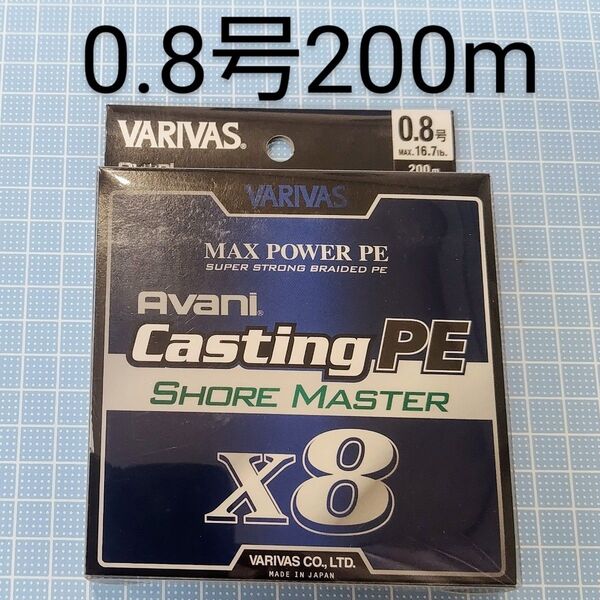 0.8号200m
VARIVAS®
0.8号
MAX.16.7lb.
200m
Avani
VARIVAS
MAX POWER PE
SUPER STRONG BRAIDED PE
Avani®
Casting PE
SHORE MASTER
X8
VARIVAS CO., LTD.
MADE IN JAPAN